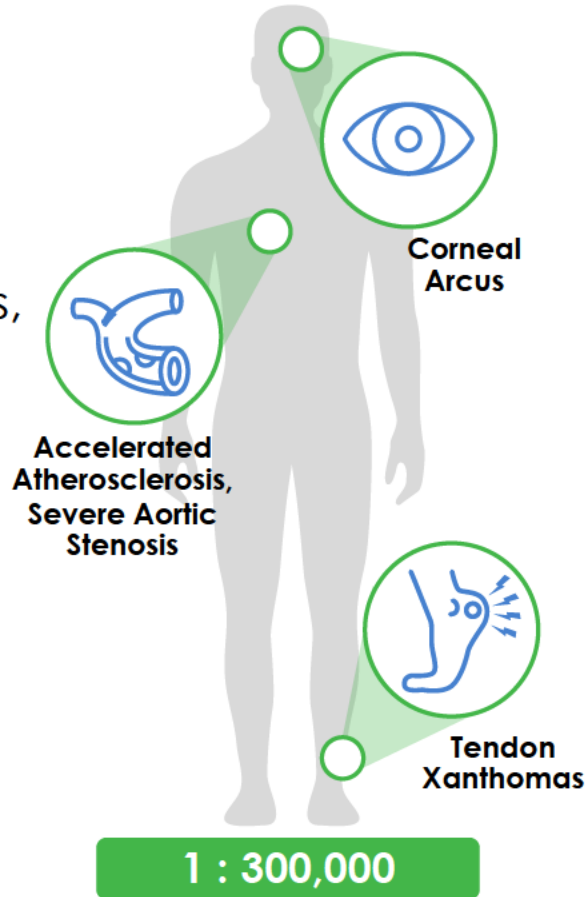 Corneal
Arcus
s,
Accelerated
Atherosclerosis,
Severe Aortic
Stenosis
Tendon
Xanthomas
1 : 300,000